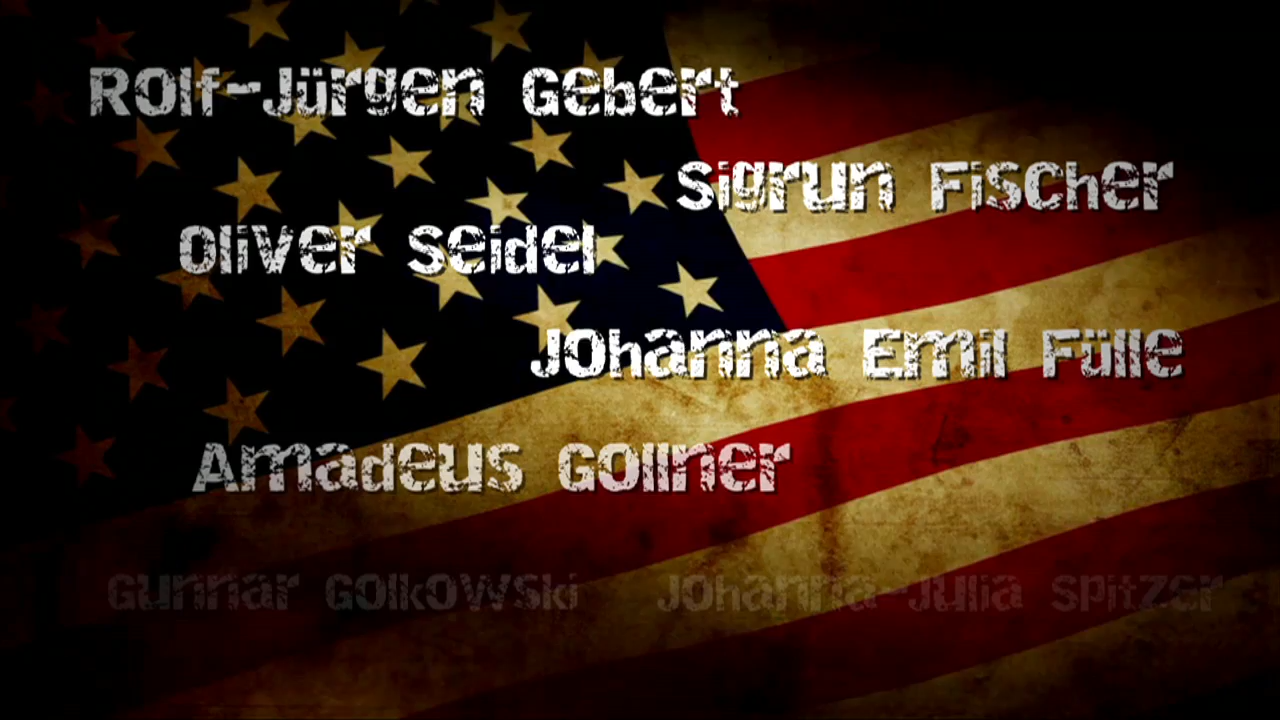 Rolf-Jürgen Gebert
Sigrun Fischer
Oliver Seidel
Johanna Emil Fülle
Amadeus Gollner
Gunnar Golkowski Johanna-Julia Spitzer